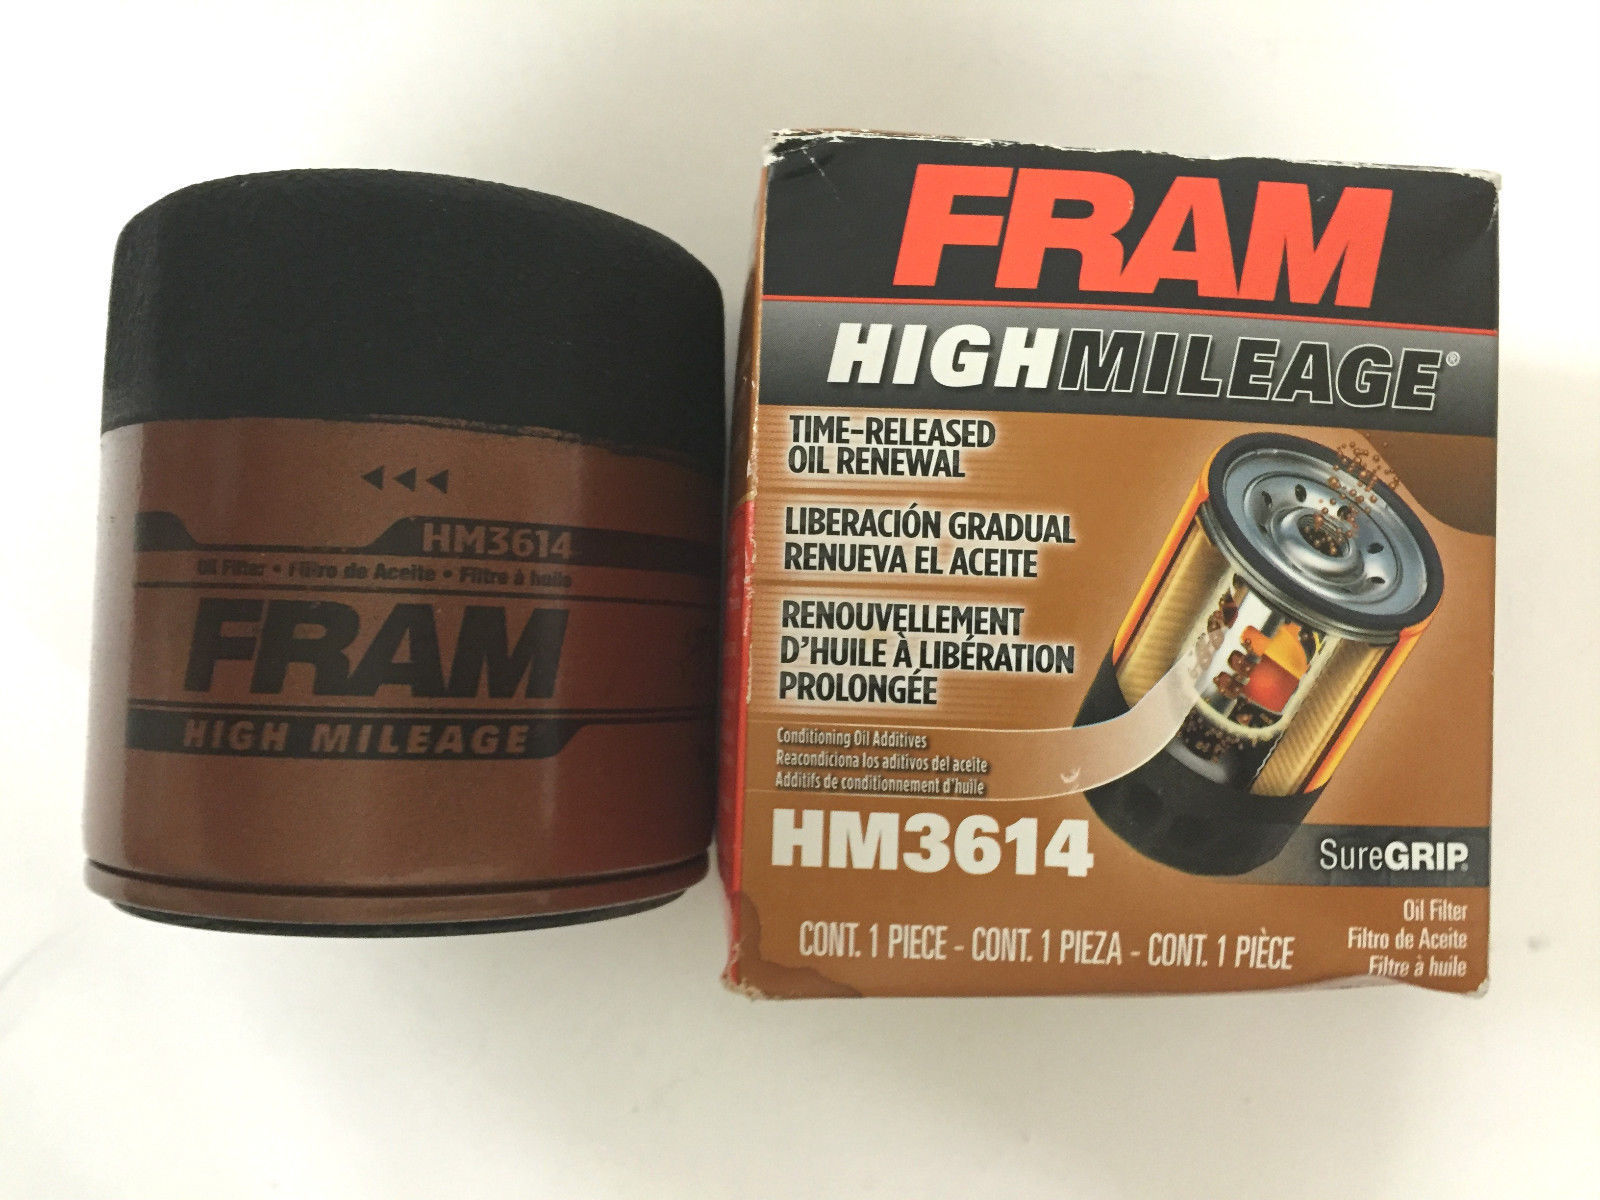 HM3614
Oil Filter • Filtro de Aceite • Filtre à huile
FRAM
HIGH MILEAGE
FRAM
HIGHMILEAGE®
TIME-RELEASED
OIL RENEWAL
LIBERACIÓN GRADUAL
RENUEVA EL ACEITE
RENOUVELLEMENT
D'HUILE À LIBÉRATION
PROLONGÉE
Conditioning Oil Additives
Reacondiciona los aditivos del aceite
Additifs de conditionnement d'huile
HM3614
SureGRIP®
CONT. 1 PIECE - CONT. 1 PIEZA - CONT. 1 PIÈCE
Oil Filter
Filtro de Aceite
Filtre à huile